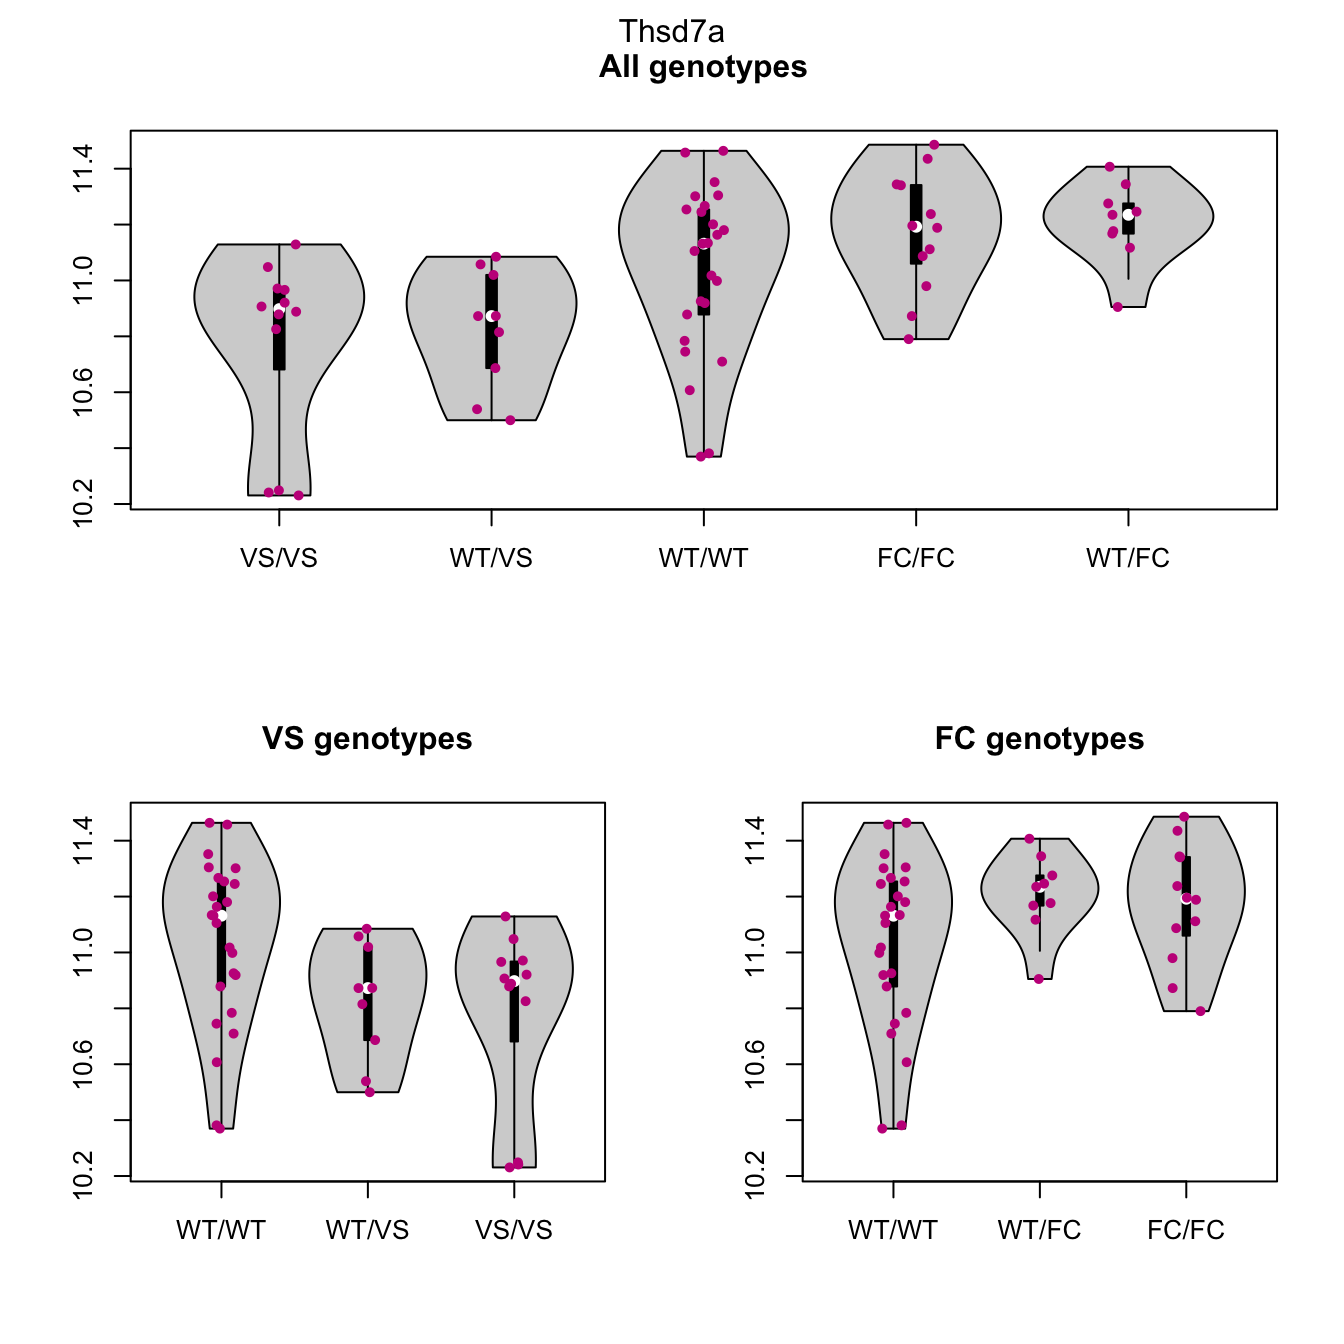 Thsd7a
All genotypes
11.4
11.0
10.6
10.2
VS/VS WT/VS WT/WT FC/FC WT/FC
VS genotypes
11.4
11.0
10.6
10.2
WT/WT WT/VS VS/VS
FC genotypes
11.4
11.0
10.6
10.2
WT/WT WT/FC FC/FC